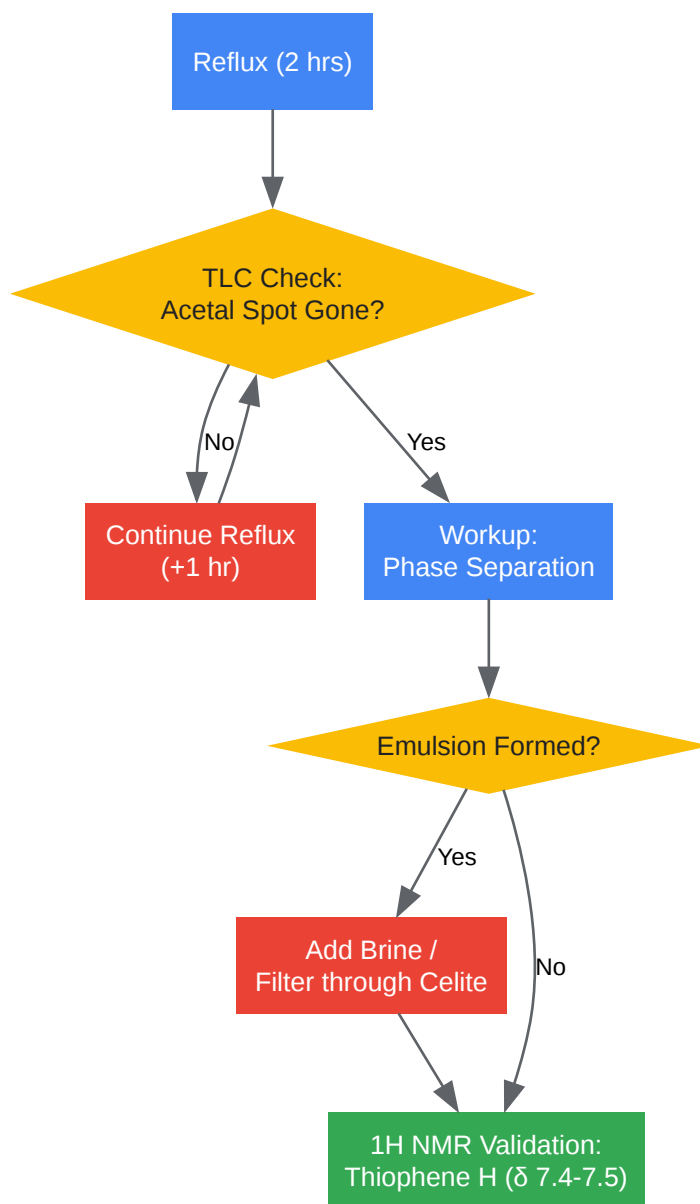 Reflux (2 hrs)
TLC Check:
Acetal Spot Gone?
No
Yes
Continue Reflux
(+1 hr)
Workup:
Phase Separation
Emulsion Formed?
Yes
Add Brine /
Filter through Celite
No
1H NMR Validation:
Thiophene H (δ 7.4-7.5)